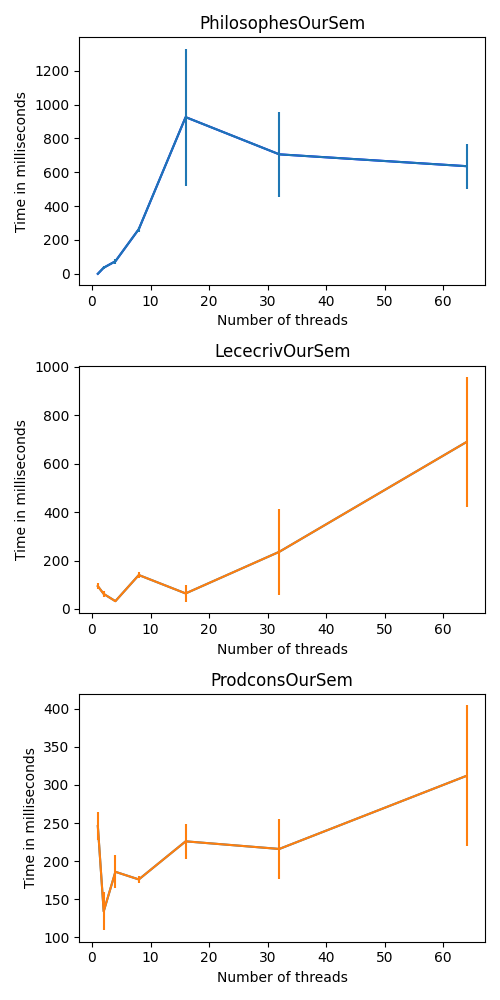 PhilosophesOurSem
Time in milliseconds
1200
1000
800
600
400
200
0
0 10 20 30 40 50 60
Number of threads
LececrivOurSem
Time in milliseconds
1000
800
600
400
200
0
0 10 20 30 40 50 60
Number of threads
ProdconsOurSem
Time in milliseconds
400
350
300
250
200
150
100
0 10 20 30 40 50 60
Number of threads